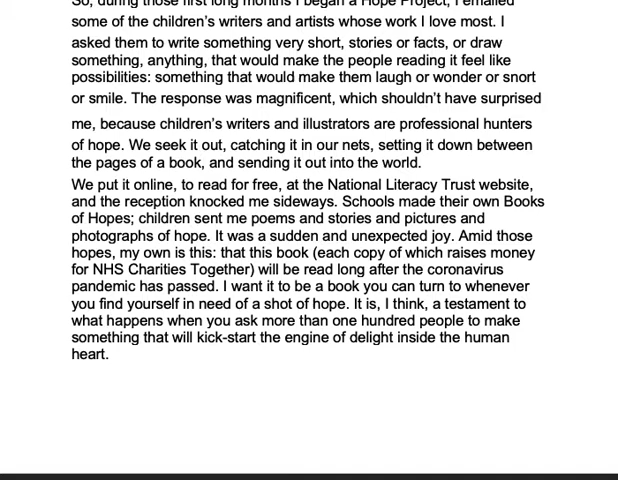 So, during those first long months I began a Hope Project; I emailed
some of the children's writers and artists whose work I love most. I
asked them to write something very short, stories or facts, or draw
something, anything, that would make the people reading it feel like
possibilities: something that would make them laugh or wonder or snort
or smile. The response was magnificent, which shouldn't have surprised
me, because children's writers and illustrators are professional hunters
of hope. We seek it out, catching it in our nets, setting it down between
the pages of a book, and sending it out into the world.
We put it online, to read for free, at the National Literacy Trust website,
and the reception knocked me sideways. Schools made their own Books
of Hopes; children sent me poems and stories and pictures and
photographs of hope. It was a sudden and unexpected joy. Amid those
hopes, my own is this: that this book (each copy of which raises money
for NHS Charities Together) will be read long after the coronavirus
pandemic has passed. I want it to be a book you can turn to whenever
you find yourself in need of a shot of hope. It is, I think, a testament to
what happens when you ask more than one hundred people to make
something that will kick-start the engine of delight inside the human
heart.